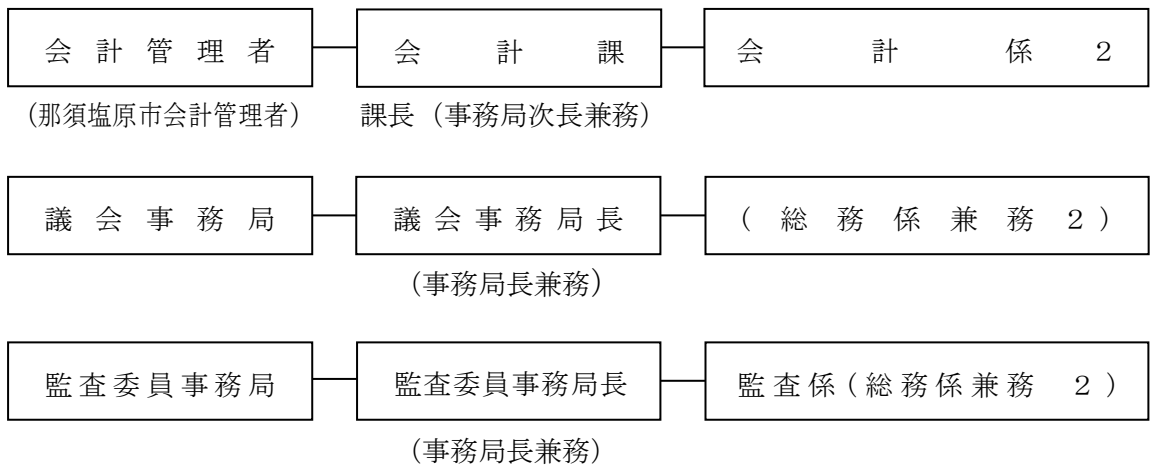 会計管理者 会計課 会計係 2
(那須塩原市会計管理者) 課長 (事務局次長兼務)
議会事務局 議会事務局長 (総務係兼務2)
(事務局長兼務)
監査委員事務局 監査委員事務局長 監査係(総務係兼務 2)
(事務局長兼務)